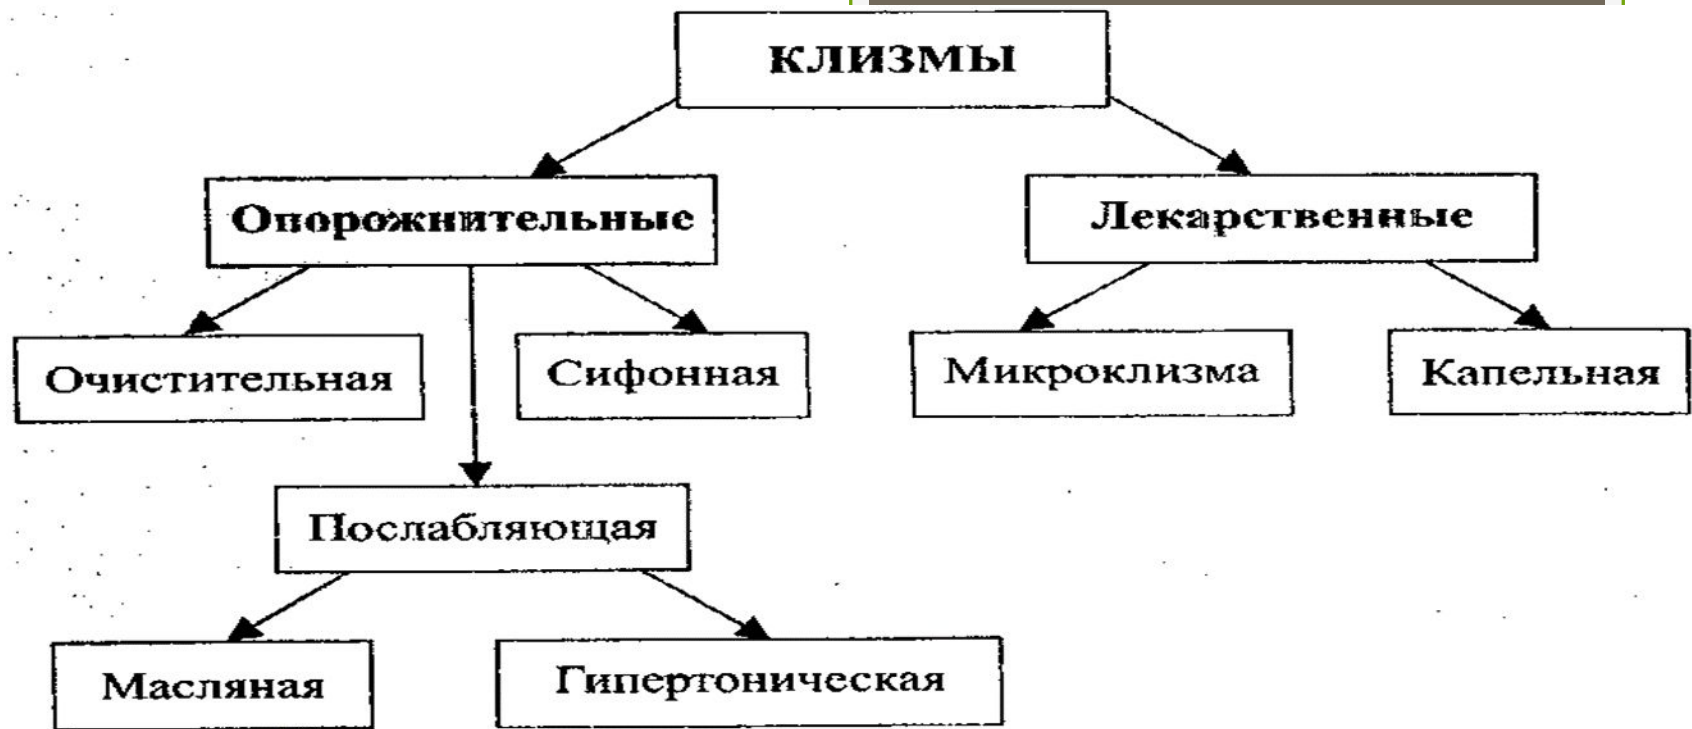 КЛИЗМЫ
Опорожнительные
Лекарственные
Очистительная
Сифонная
Микроклизма
Капельная
Послабляющая
Масляная
Гипертоническая